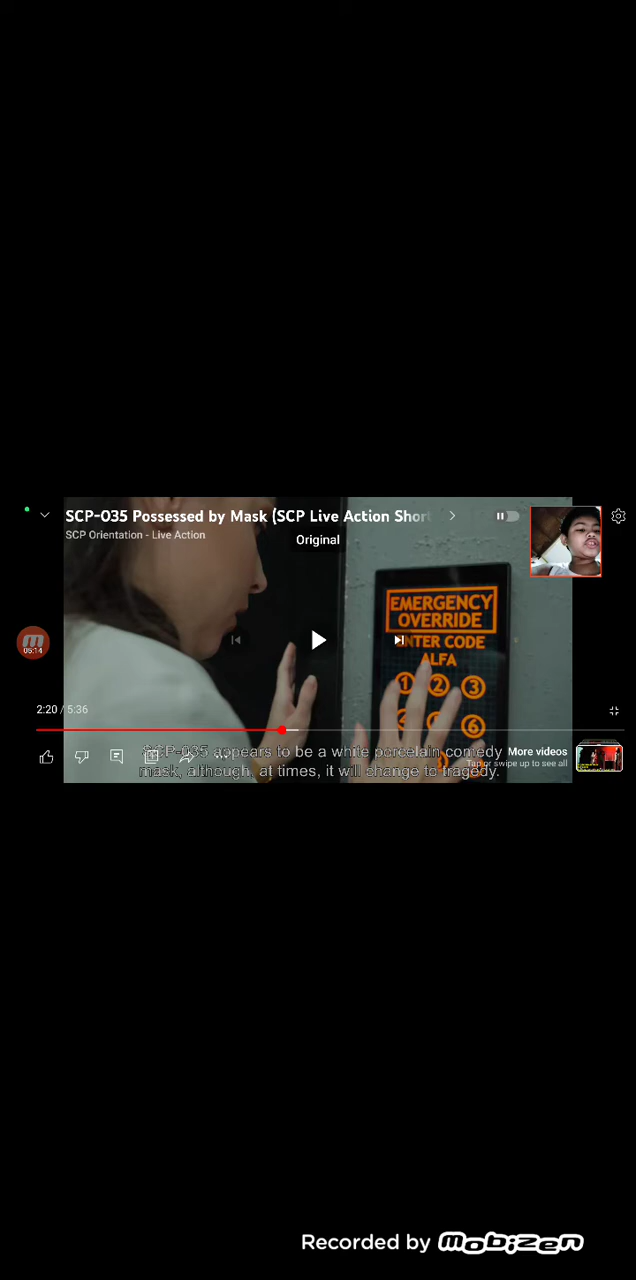 SCP-035 Possessed by Mask (SCP Live Action Short
SCP Orientation - Live Action
Original
EMERGENCY
OVERRIDE
ENTER CODE
ALFA
1 2 3
6
05:14
2:20 / 5:36
SCP-035 appears to be a white porcelain comedy
mask, although, at times, it will change to tragedy.
More videos
Tap or swipe up to see all
Recorded by mobizen